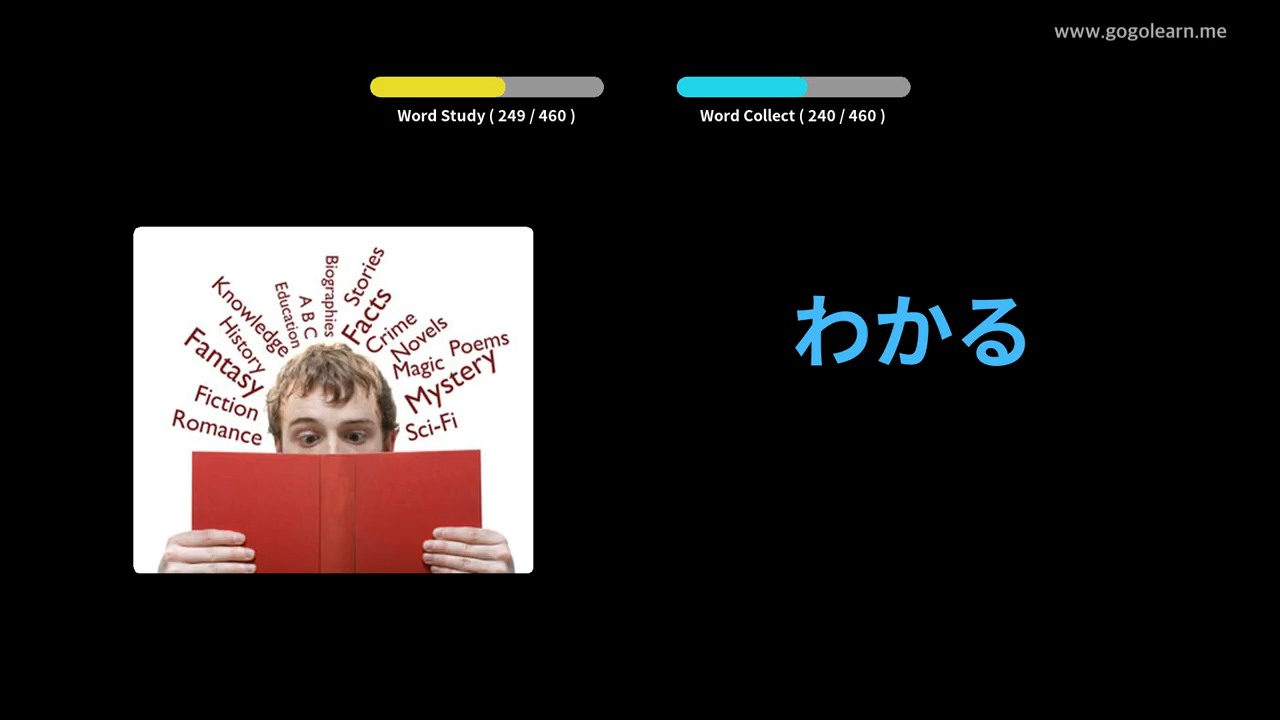 www.gogolearn.me
Word Study ( 249 / 460 )
Word Collect ( 240 / 460 )
わかる
Knowledge
Education
A B C
Biographies
Stories
Facts
Crime
Novels
Poems
History
Fantasy
Magic
Mystery
Fiction
Romance
Sci-Fi